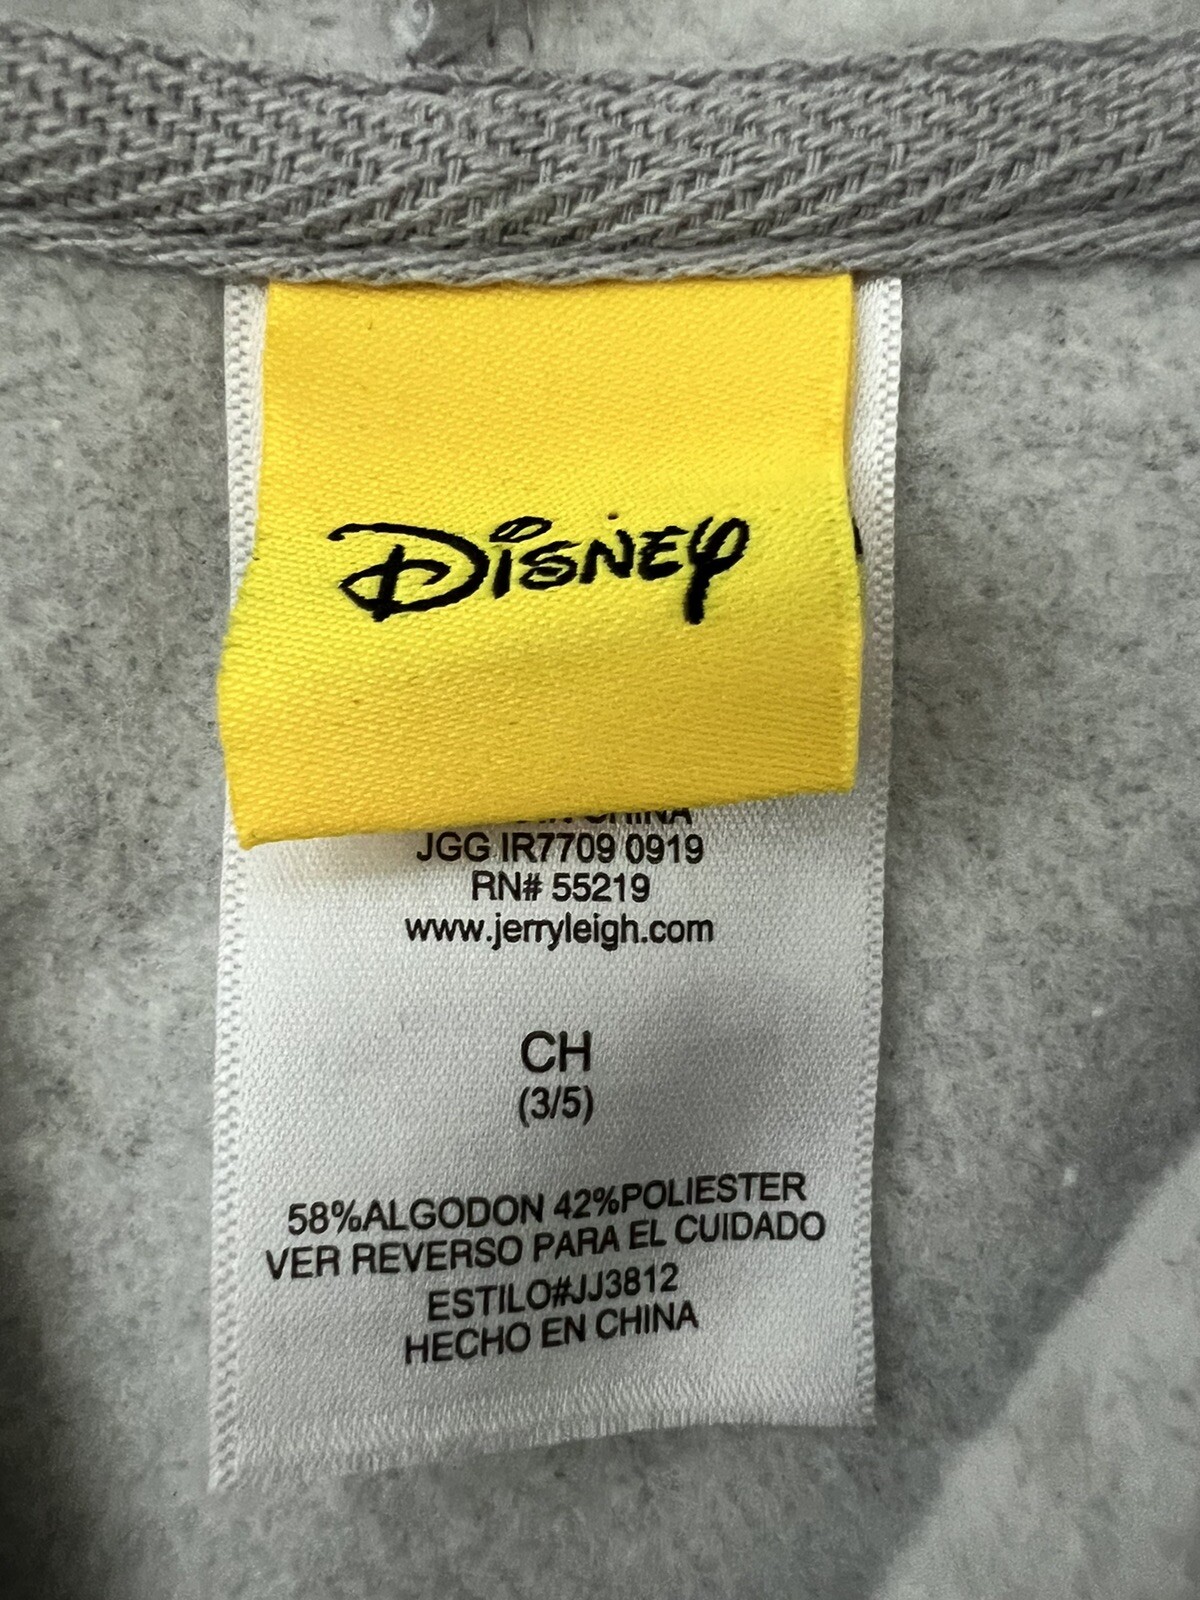 Disney
CHINA
JGG IR7709 0919
RN# 55219
www.jerryleigh.com
CH
(3/5)
58%ALGODON 42%POLIESTER
VER REVERSO PARA EL CUIDADO
ESTILO#JJ3812
HECHO EN CHINA